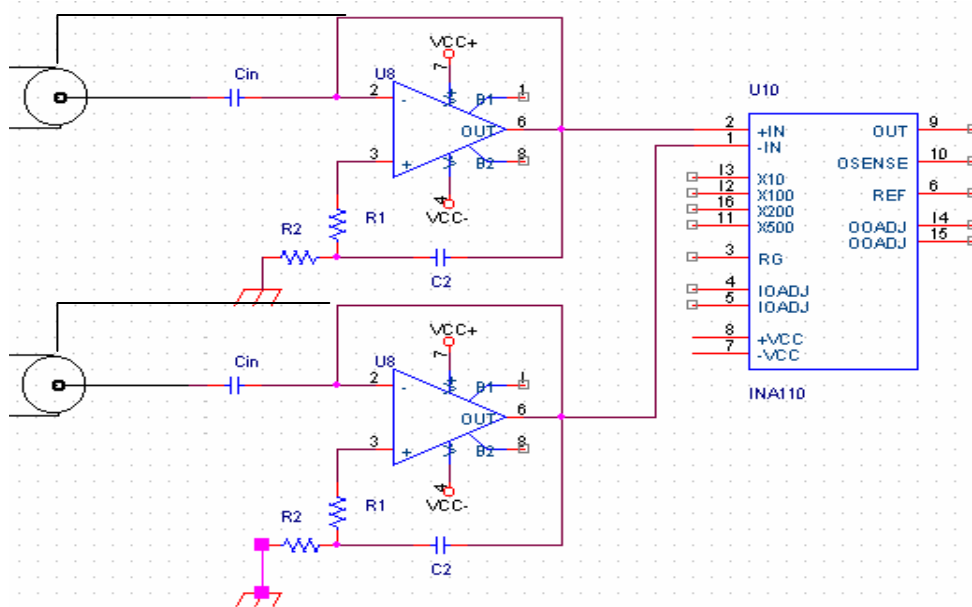 VCC+
7
U8
Cin
2
-
B1
1
OUT
6
3
+
B2
8
4
VCC-
R1
R2
C2
VCC+
7
U8
Cin
2
-
B1
1
OUT
6
3
+
B2
8
4
VCC-
R1
R2
C2
U10
2 +IN OUT 9
1 -IN
OSENSE 10
13 X10
12 X100 REF 6
16 X200
11 X500 OOADJ 14
OOADJ 15
3 RG
4 IOADJ
5 IOADJ
8 +VCC
7 -VCC
INA110